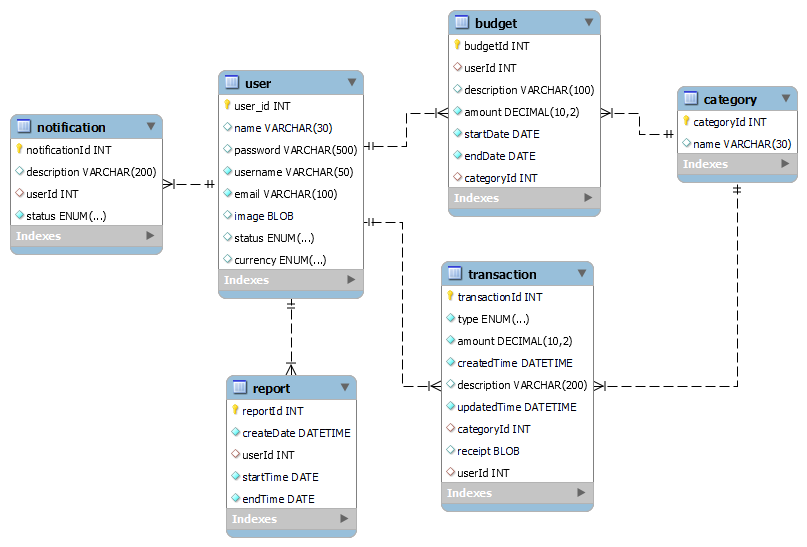 notification
notificationId INT
description VARCHAR(200)
userId INT
status ENUM(...)
Indexes
user
user_id INT
name VARCHAR(30)
password VARCHAR(500)
username VARCHAR(50)
email VARCHAR(100)
image BLOB
status ENUM(...)
currency ENUM(...)
Indexes
report
reportId INT
createDate DATETIME
userId INT
startTime DATE
endTime DATE
Indexes
budget
budgetId INT
userId INT
description VARCHAR(100)
amount DECIMAL(10,2)
startDate DATE
endDate DATE
categoryId INT
Indexes
transaction
transactionId INT
type ENUM(...)
amount DECIMAL(10,2)
createdTime DATETIME
description VARCHAR(200)
updatedTime DATETIME
categoryId INT
receipt BLOB
userId INT
Indexes
category
categoryId INT
name VARCHAR(30)
Indexes